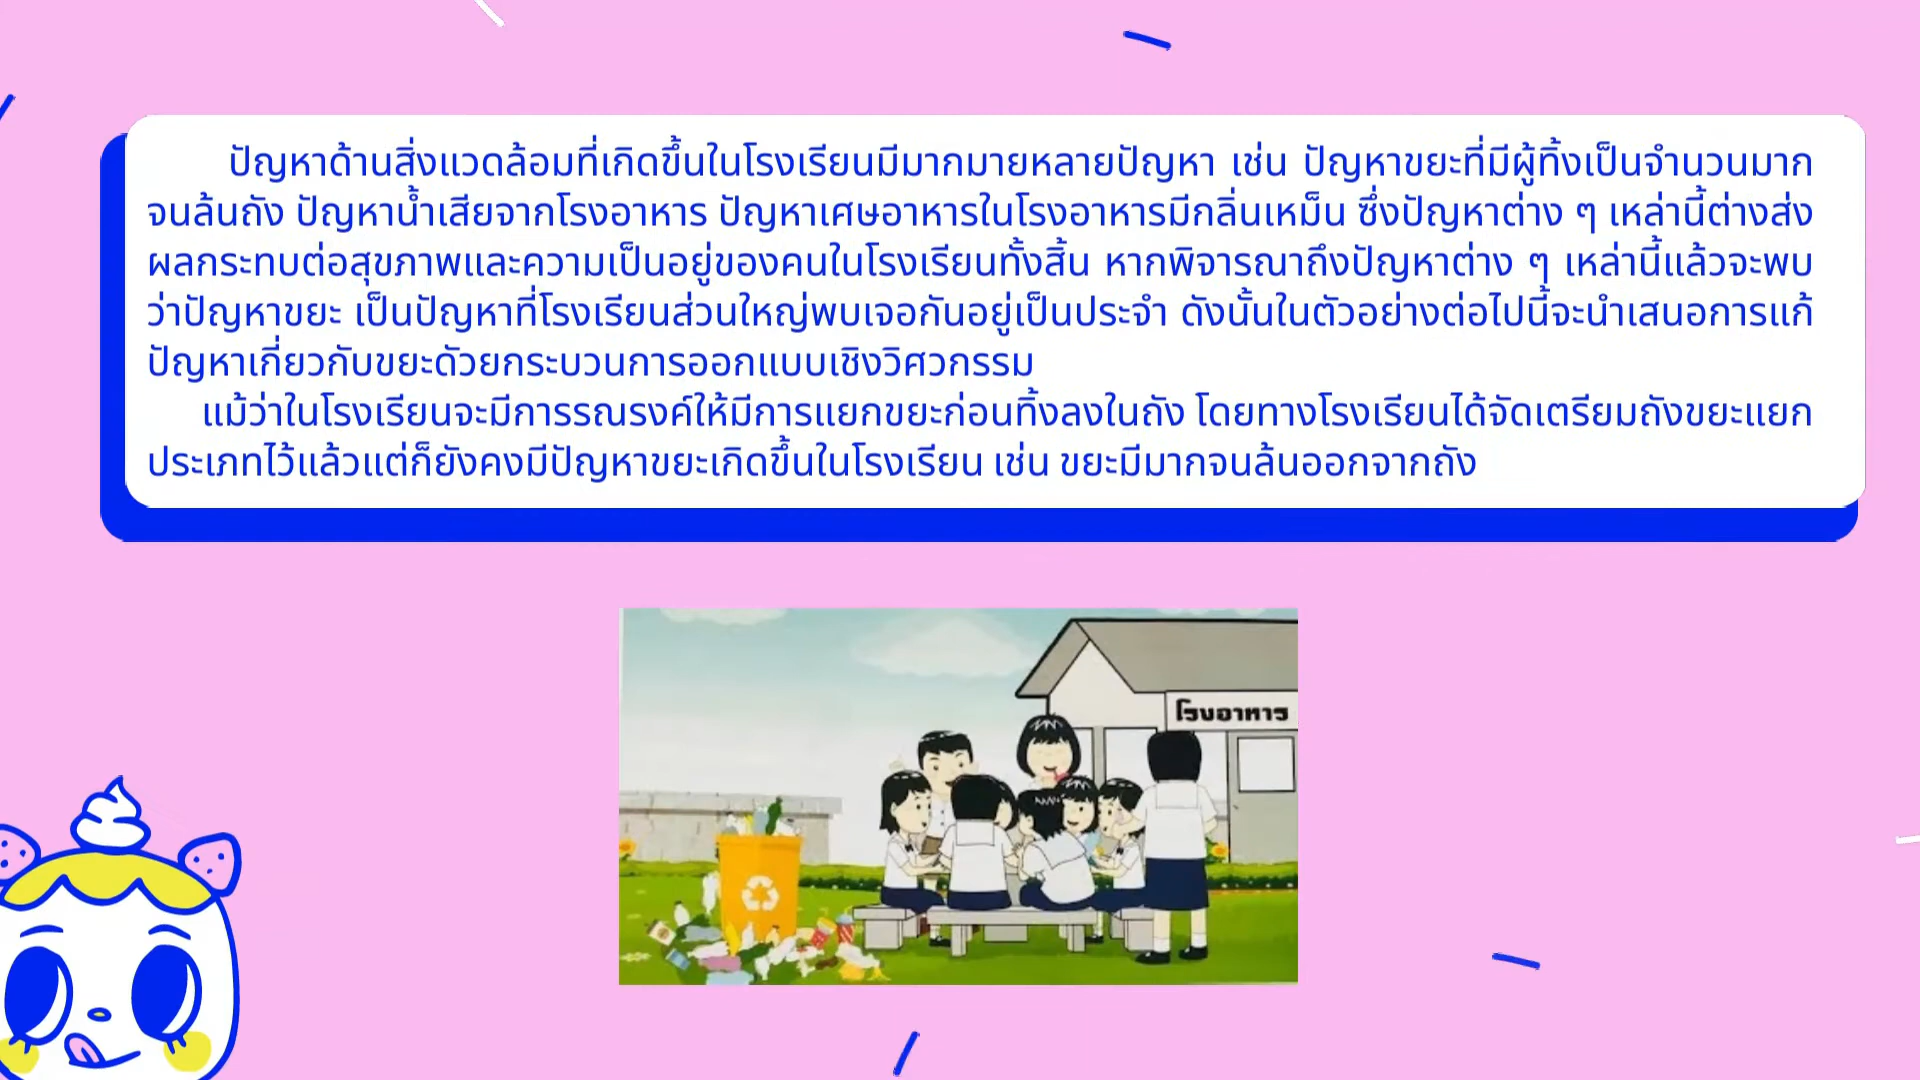 ปัญหาด้านสิ่งแวดล้อมที่เกิดขึ้นในโรงเรียนมีมากมายหลายปัญหา เช่น ปัญหาขยะที่มีผู้ทิ้งเป็นจำนวนมาก
จนล้นถัง ปัญหาน้ำเสียจากโรงอาหาร ปัญหาเศษอาหารในโรงอาหารมีกลิ่นเหม็น ซึ่งปัญหาต่าง ๆ เหล่านี้ต่างส่ง
ผลกระทบต่อสุขภาพและความเป็นอยู่ของคนในโรงเรียนทั้งสิ้น หากพิจารณาถึงปัญหาต่าง ๆ เหล่านี้แล้วจะพบ
ว่าปัญหาขยะ เป็นปัญหาที่โรงเรียนส่วนใหญ่พบเจอกันอยู่เป็นประจำ ดังนั้นในตัวอย่างต่อไปนี้จะนำเสนอการแก้
ปัญหาเกี่ยวกับขยะด้วยกระบวนการออกแบบเชิงวิศวกรรม
แม้ว่าในโรงเรียนจะมีการรณรงค์ให้มีการแยกขยะก่อนทิ้งลงในถัง โดยทางโรงเรียนได้จัดเตรียมถังขยะแยก
ประเภทไว้แล้วแต่ก็ยังคงมีปัญหาขยะเกิดขึ้นในโรงเรียน เช่น ขยะมีมากจนล้นออกจากถัง
โรงอาหาร